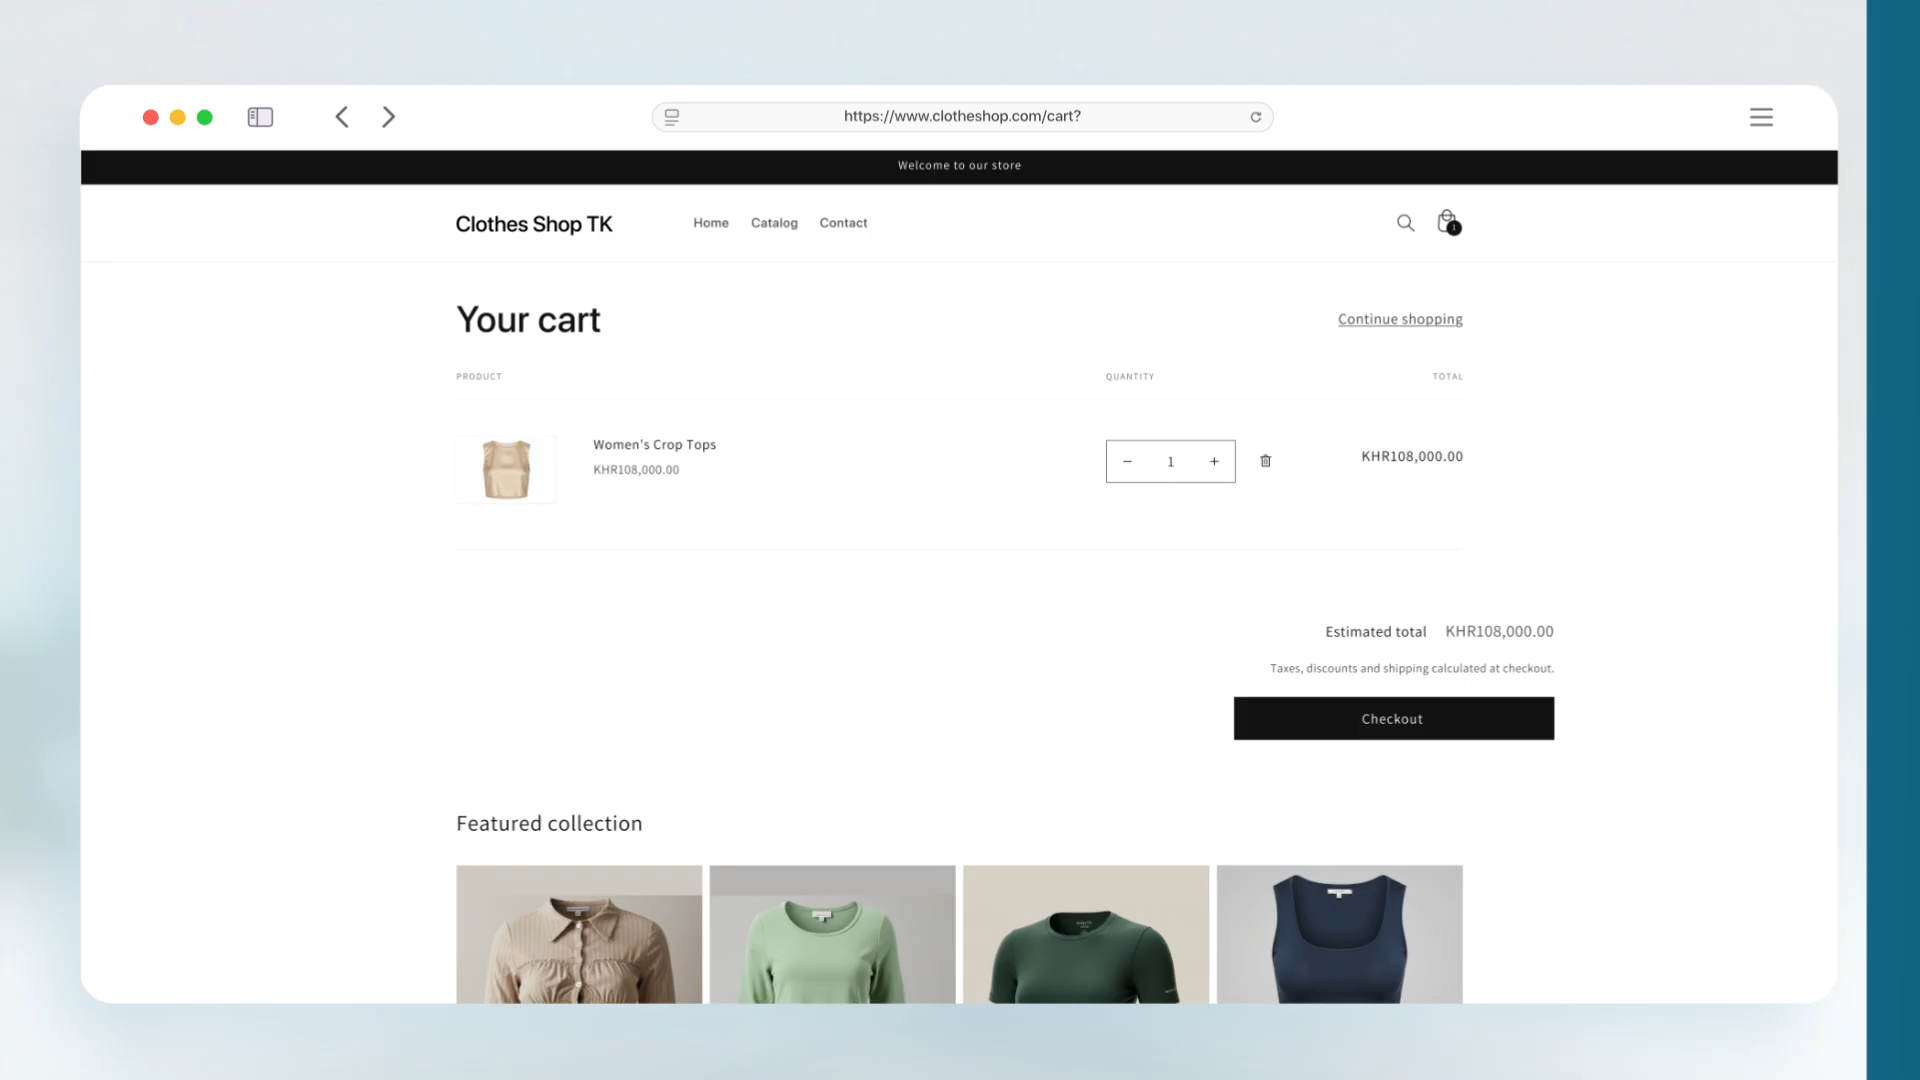 https://www.clotheshop.com/cart?
Welcome to our store
Clothes Shop TK
Home Catalog Contact
1
Your cart
Continue shopping
PRODUCT QUANTITY TOTAL
Women's Crop Tops
KHR108,000.00
1
KHR108,000.00
Estimated total KHR108,000.00
Taxes, discounts and shipping calculated at checkout.
Checkout
Featured collection